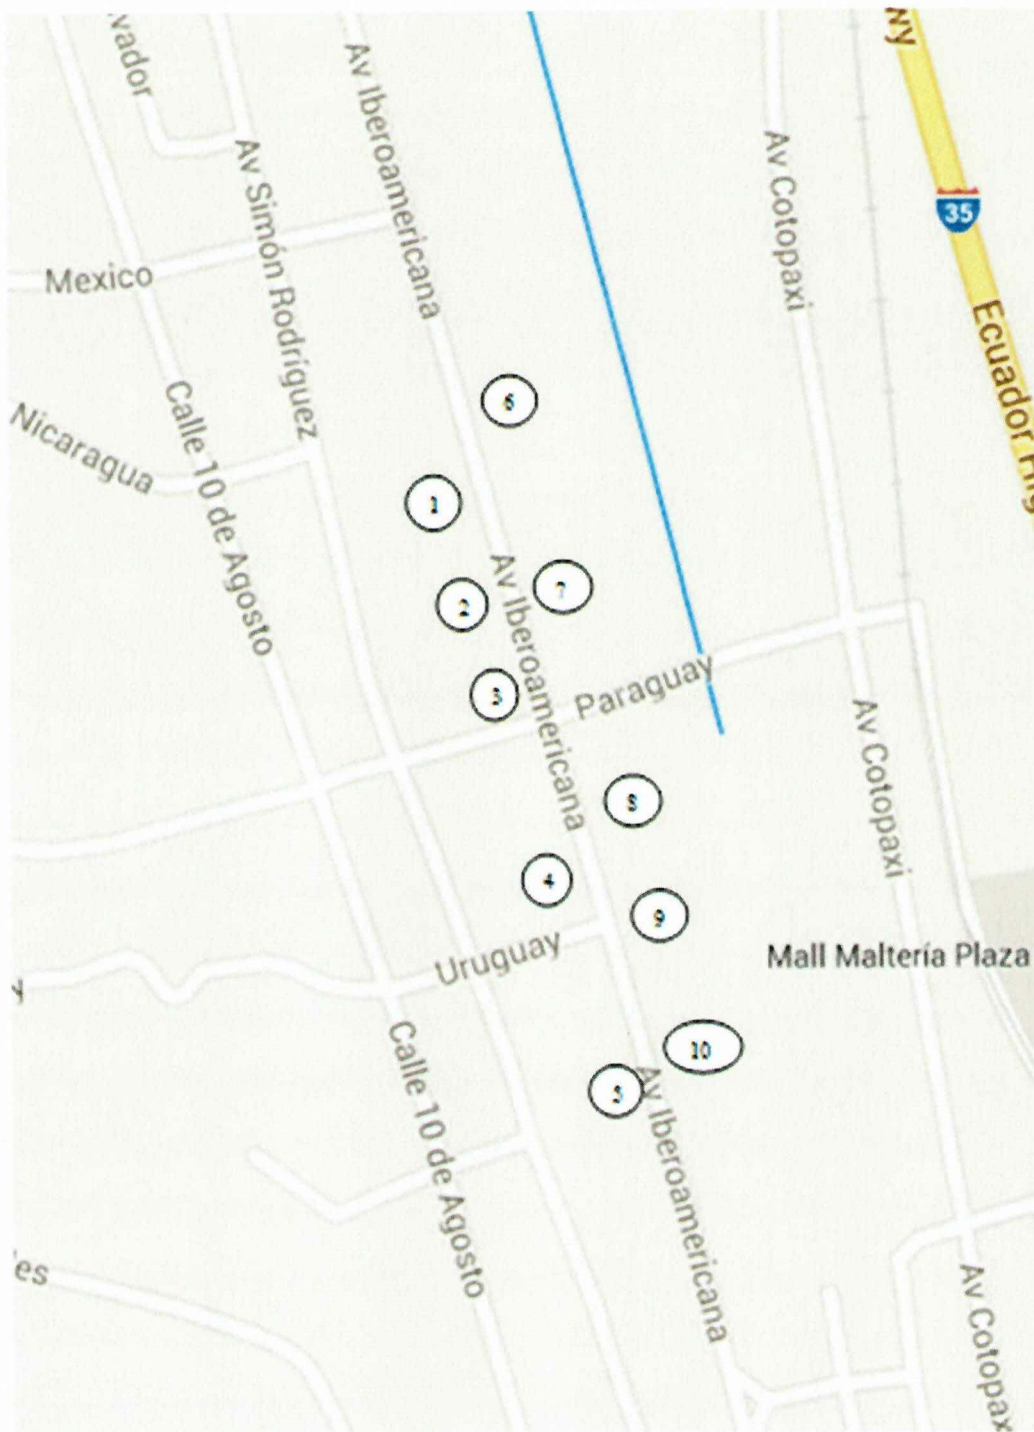 vador
Av Iberoamericana
wy
Av Simón Rodríguez
Av Cotopaxi
35
Mexico
Ecuador
Calle 10 de Agosto
6
Nicaragua
1
Av Iberoamericana
7
2
3
Paraguay
Av Cotopaxi
8
4
9
Uruguay
Mall Maltería Plaza
Calle 10 de Agosto
10
5
Av Iberoamericana
es
Av Cotopax